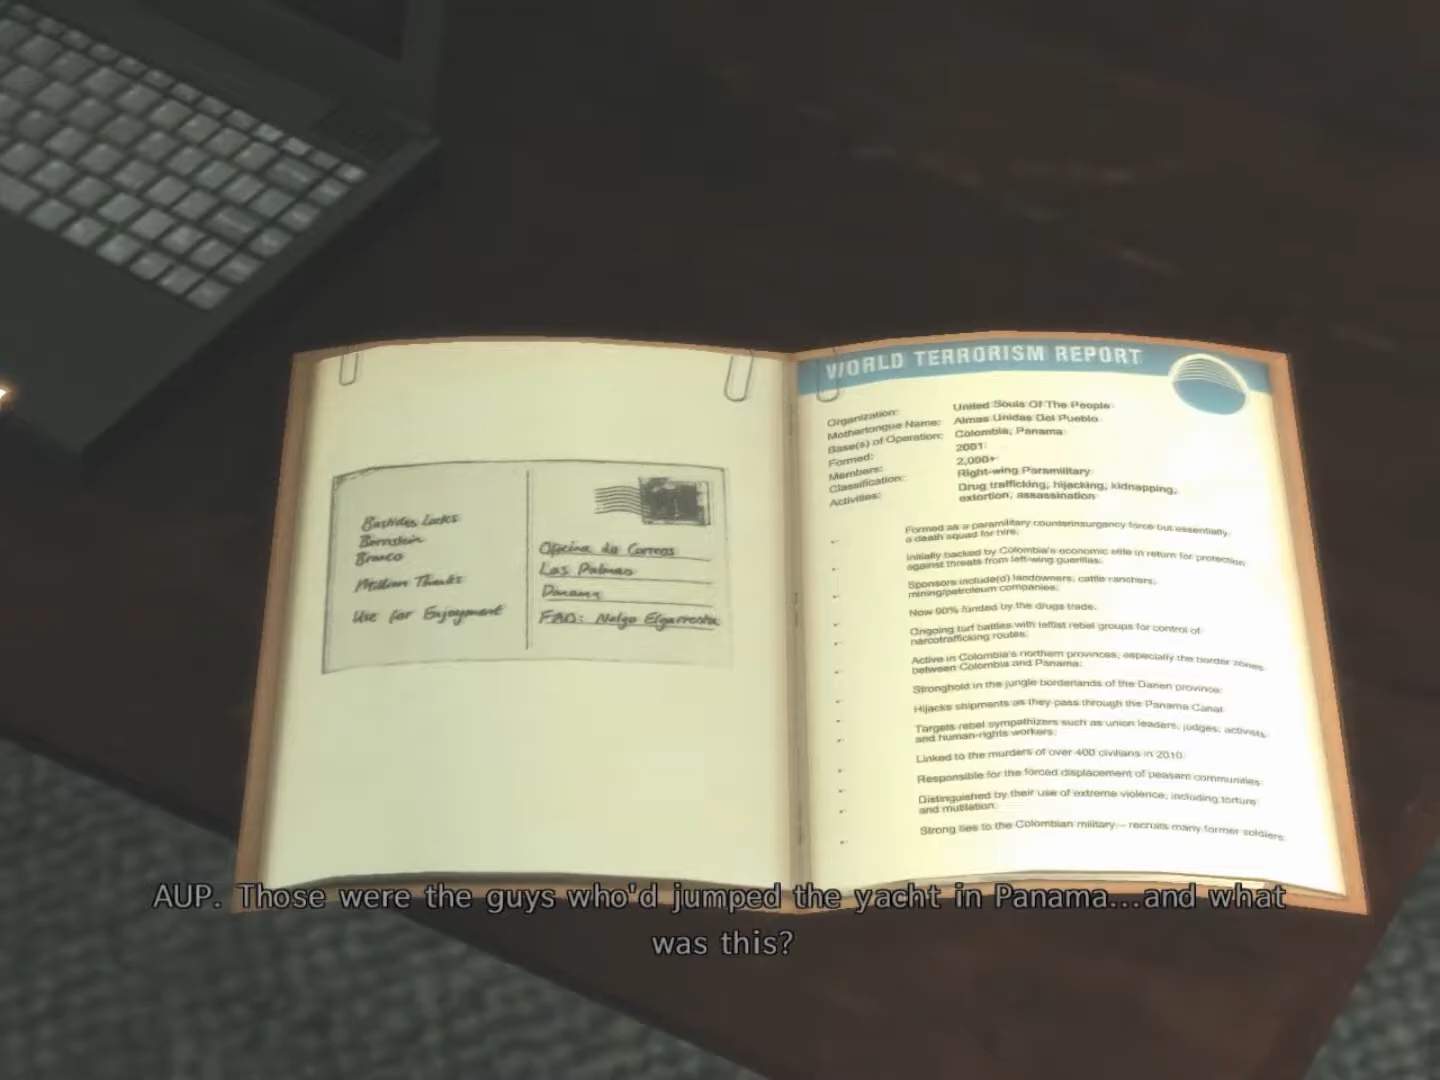 Bastides Locks
Bernstein
Branco
Million Thanks
Use for Enjoyment
Oficina de Correos
Las Palmas
Panama
FAO: Nelgo Elgarresta
WORLD TERRORISM REPORT
Organization: United Souls Of The People
Mothertongue Name: Almas Unidas Del Pueblo
Base(s) of Operation: Colombia, Panama
Formed: 2001
Members: 2,000+
Classification: Right-wing Paramilitary
Activities: Drug trafficking, hijacking, kidnapping,
extortion, assassination
Formed as a paramilitary counterinsurgency force but essentially
a death squad for hire.
Initially backed by Colombia's economic elite in return for protection
against threats from left-wing guerillas.
Sponsors include(d) landowners, cattle ranchers,
mining/petroleum companies.
Now 90% funded by the drugs trade.
Ongoing turf battles with leftist rebel groups for control of
narcotrafficking routes.
Active in Colombia's northern provinces, especially the border zones
between Colombia and Panama.
Stronghold in the jungle borderlands of the Darien province.
Hijacks shipments as they pass through the Panama Canal.
Targets rebel sympathizers such as union leaders, judges, activists
and human-rights workers.
Linked to the murders of over 400 civilians in 2010.
Responsible for the forced displacement of peasant communities.
Distinguished by their use of extreme violence, including torture
and mutilation.
Strong ties to the Colombian military – recruits many former soldiers.
AUP. Those were the guys who'd jumped the yacht in Panama...and what
was this?